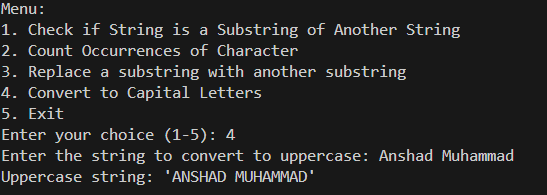 Menu:
1. Check if String is a Substring of Another String
2. Count Occurrences of Character
3. Replace a substring with another substring
4. Convert to Capital Letters
5. Exit
Enter your choice (1-5): 4
Enter the string to convert to uppercase: Anshad Muhammad
Uppercase string: 'ANSHAD MUHAMMAD'